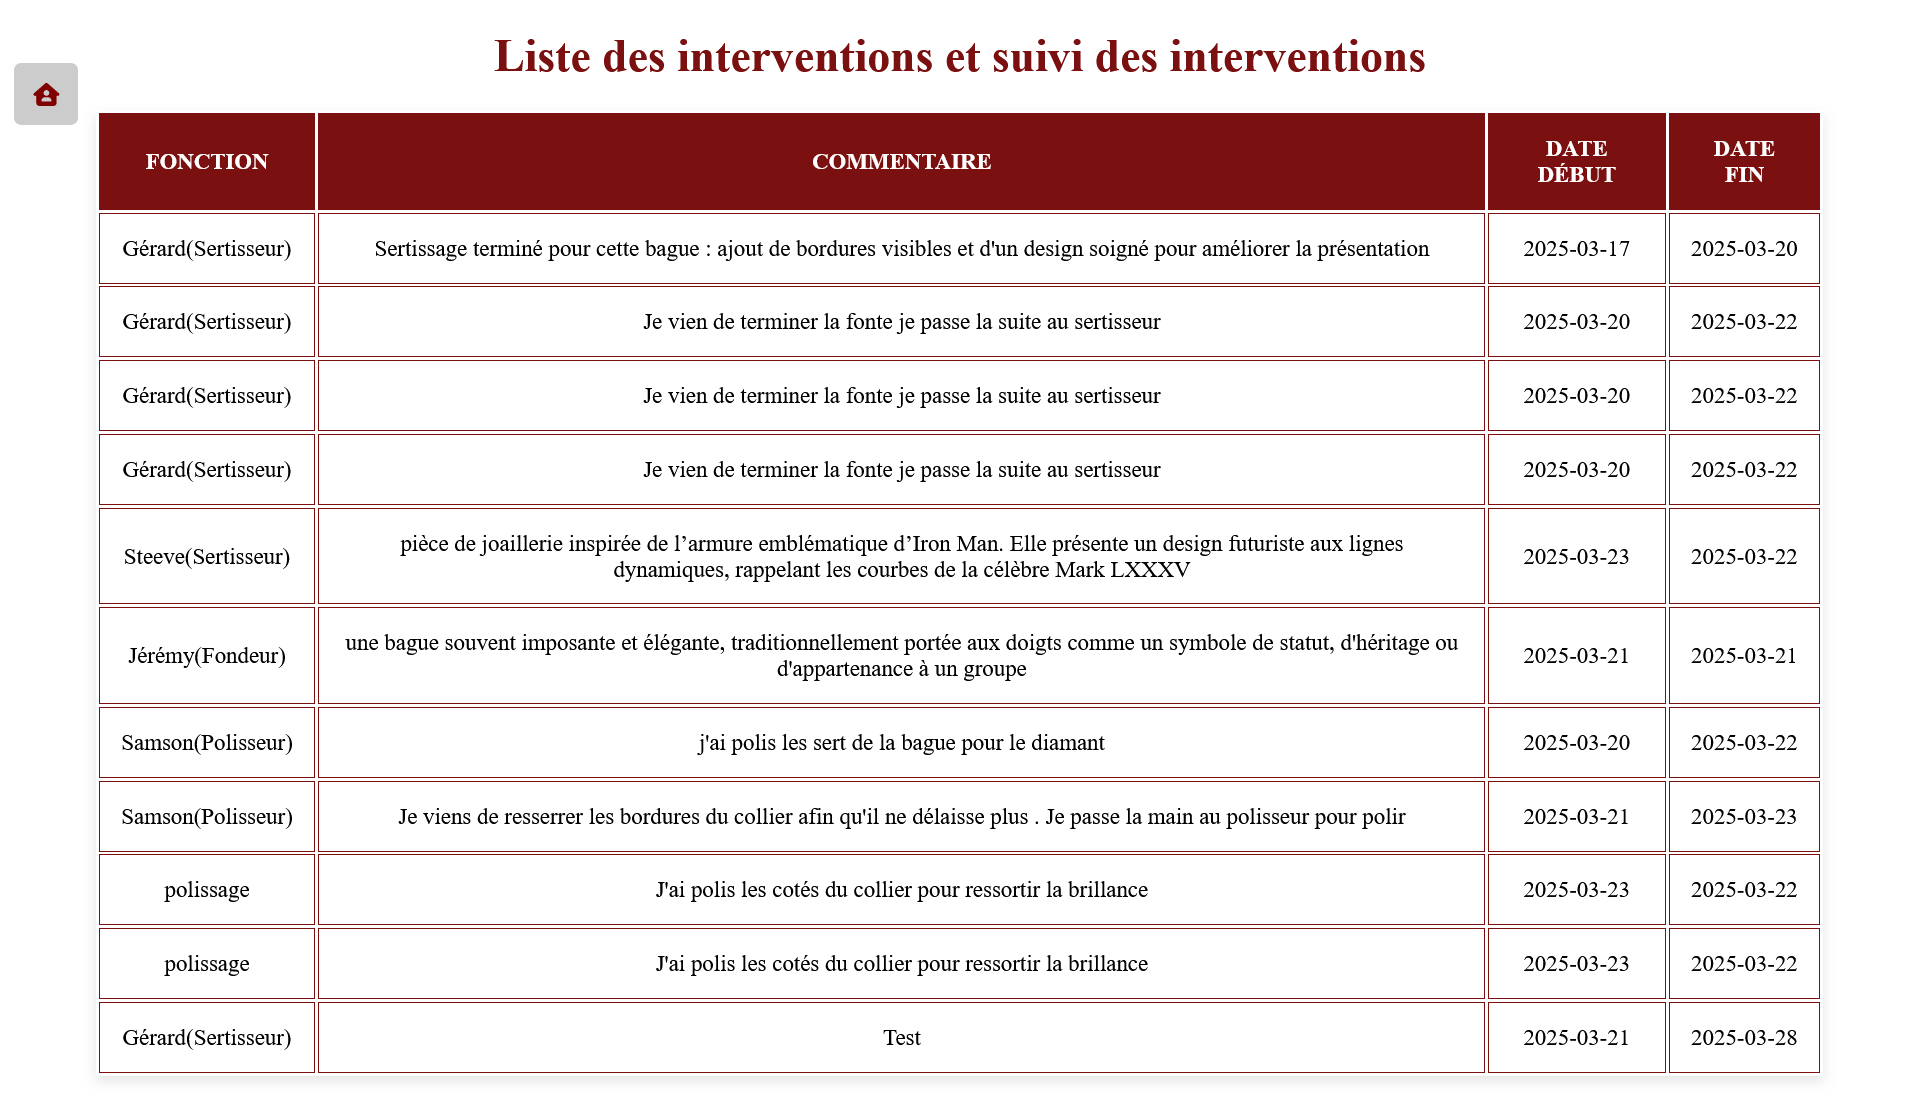 Liste des interventions et suivi des interventions
FONCTION COMMENTAIRE DATE DÉBUT DATE FIN
Gérard(Sertisseur) Sertissage terminé pour cette bague : ajout de bordures visibles et d'un design soigné pour améliorer la présentation 2025-03-17 2025-03-20
Gérard(Sertisseur) Je vien de terminer la fonte je passe la suite au sertisseur 2025-03-20 2025-03-22
Gérard(Sertisseur) Je vien de terminer la fonte je passe la suite au sertisseur 2025-03-20 2025-03-22
Gérard(Sertisseur) Je vien de terminer la fonte je passe la suite au sertisseur 2025-03-20 2025-03-22
Steeve(Sertisseur) pièce de joaillerie inspirée de l’armure emblématique d’Iron Man. Elle présente un design futuriste aux lignes
dynamiques, rappelant les courbes de la célèbre Mark LXXXV 2025-03-23 2025-03-22
Jérémy(Fondeur) une bague souvent imposante et élégante, traditionnellement portée aux doigts comme un symbole de statut, d'héritage ou
d'appartenance à un groupe 2025-03-21 2025-03-21
Samson(Polisseur) j'ai polis les sert de la bague pour le diamant 2025-03-20 2025-03-22
Samson(Polisseur) Je viens de resserrer les bordures du collier afin qu'il ne délaisse plus . Je passe la main au polisseur pour polir 2025-03-21 2025-03-23
polissage J'ai polis les cotés du collier pour ressortir la brillance 2025-03-23 2025-03-22
polissage J'ai polis les cotés du collier pour ressortir la brillance 2025-03-23 2025-03-22
Gérard(Sertisseur) Test 2025-03-21 2025-03-28